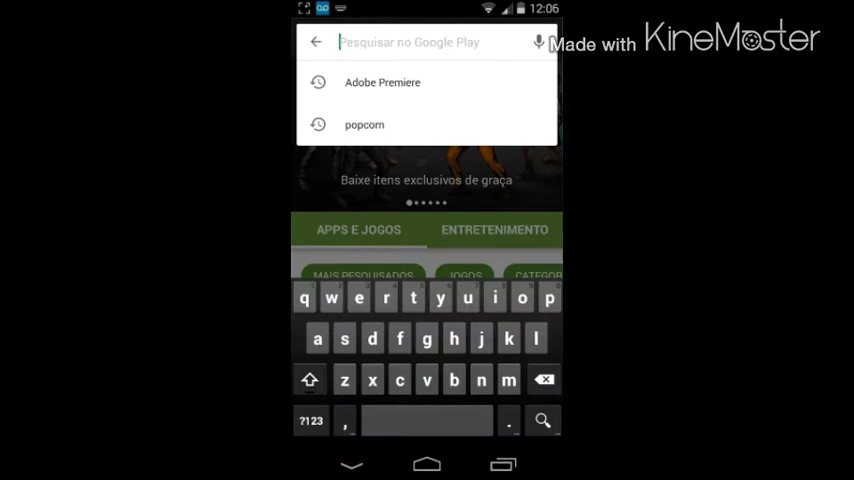 12:06
Pesquisar no Google Play
Made with KineMaster
Adobe Premiere
popcorn
Baixe itens exclusivos de graça
APPS E JOGOS ENTRETENIMENTO
MAIS PESQUISADOS JOGOS CATEGOR
q w e r t y u i o p
a s d f g h j k l
z x c v b n m
?123 , .